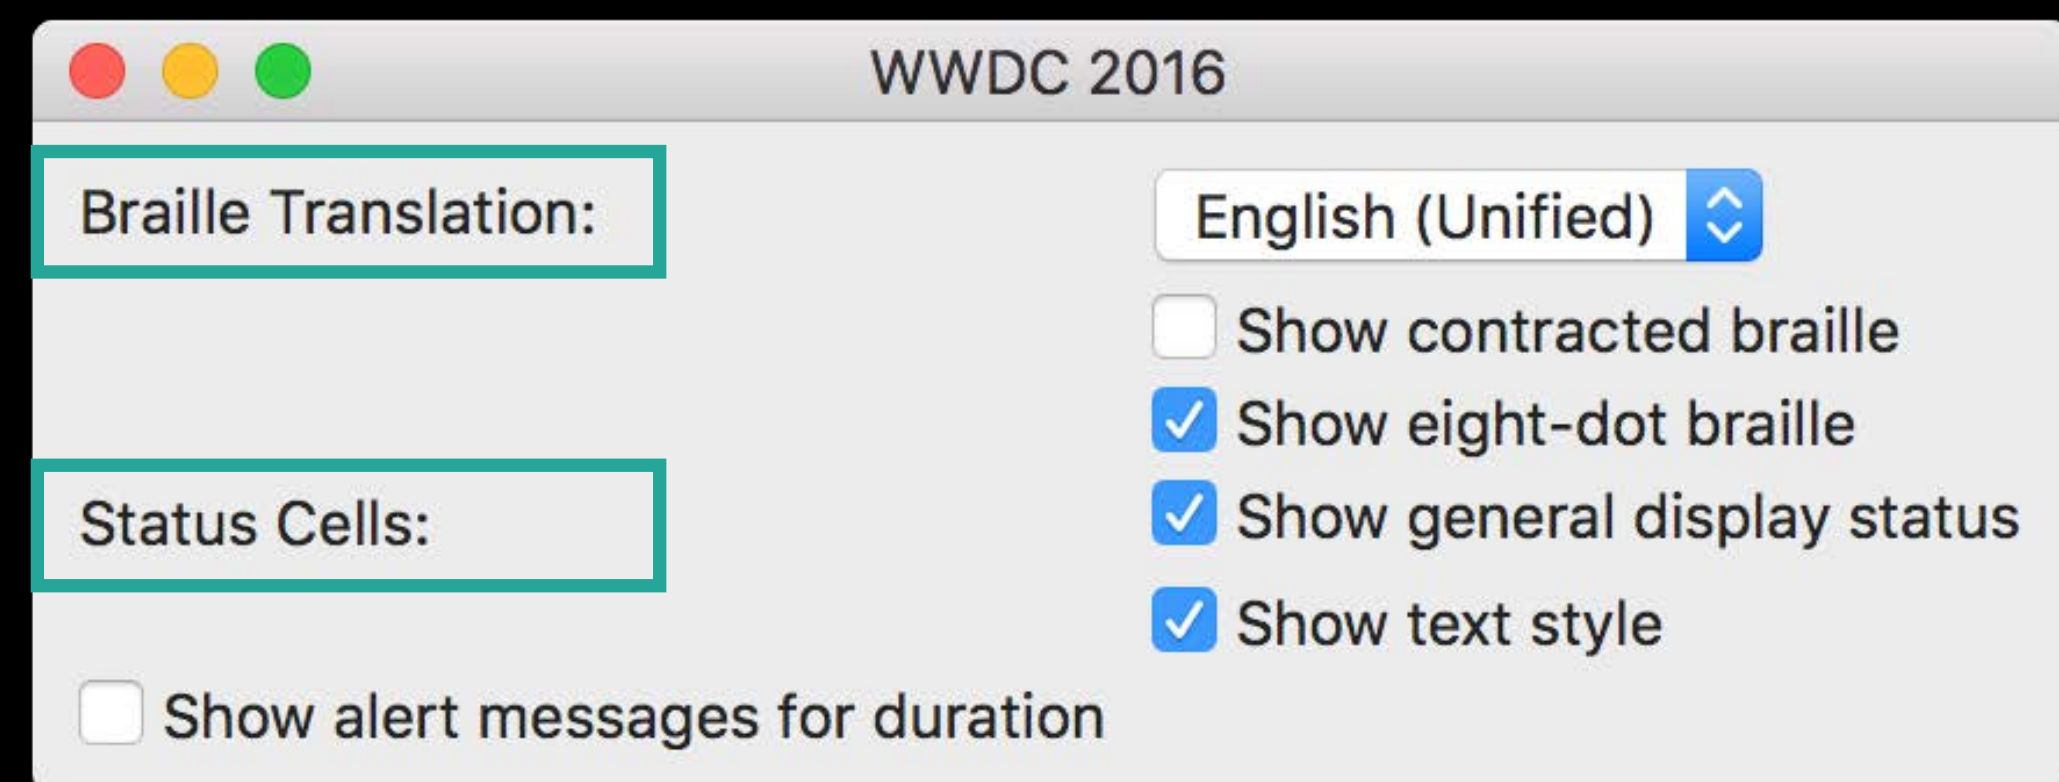 WWDC 2016
Braille Translation:
English (Unified)
Show contracted braille
Show eight-dot braille
Status Cells:
Show general display status
Show text style
Show alert messages for duration